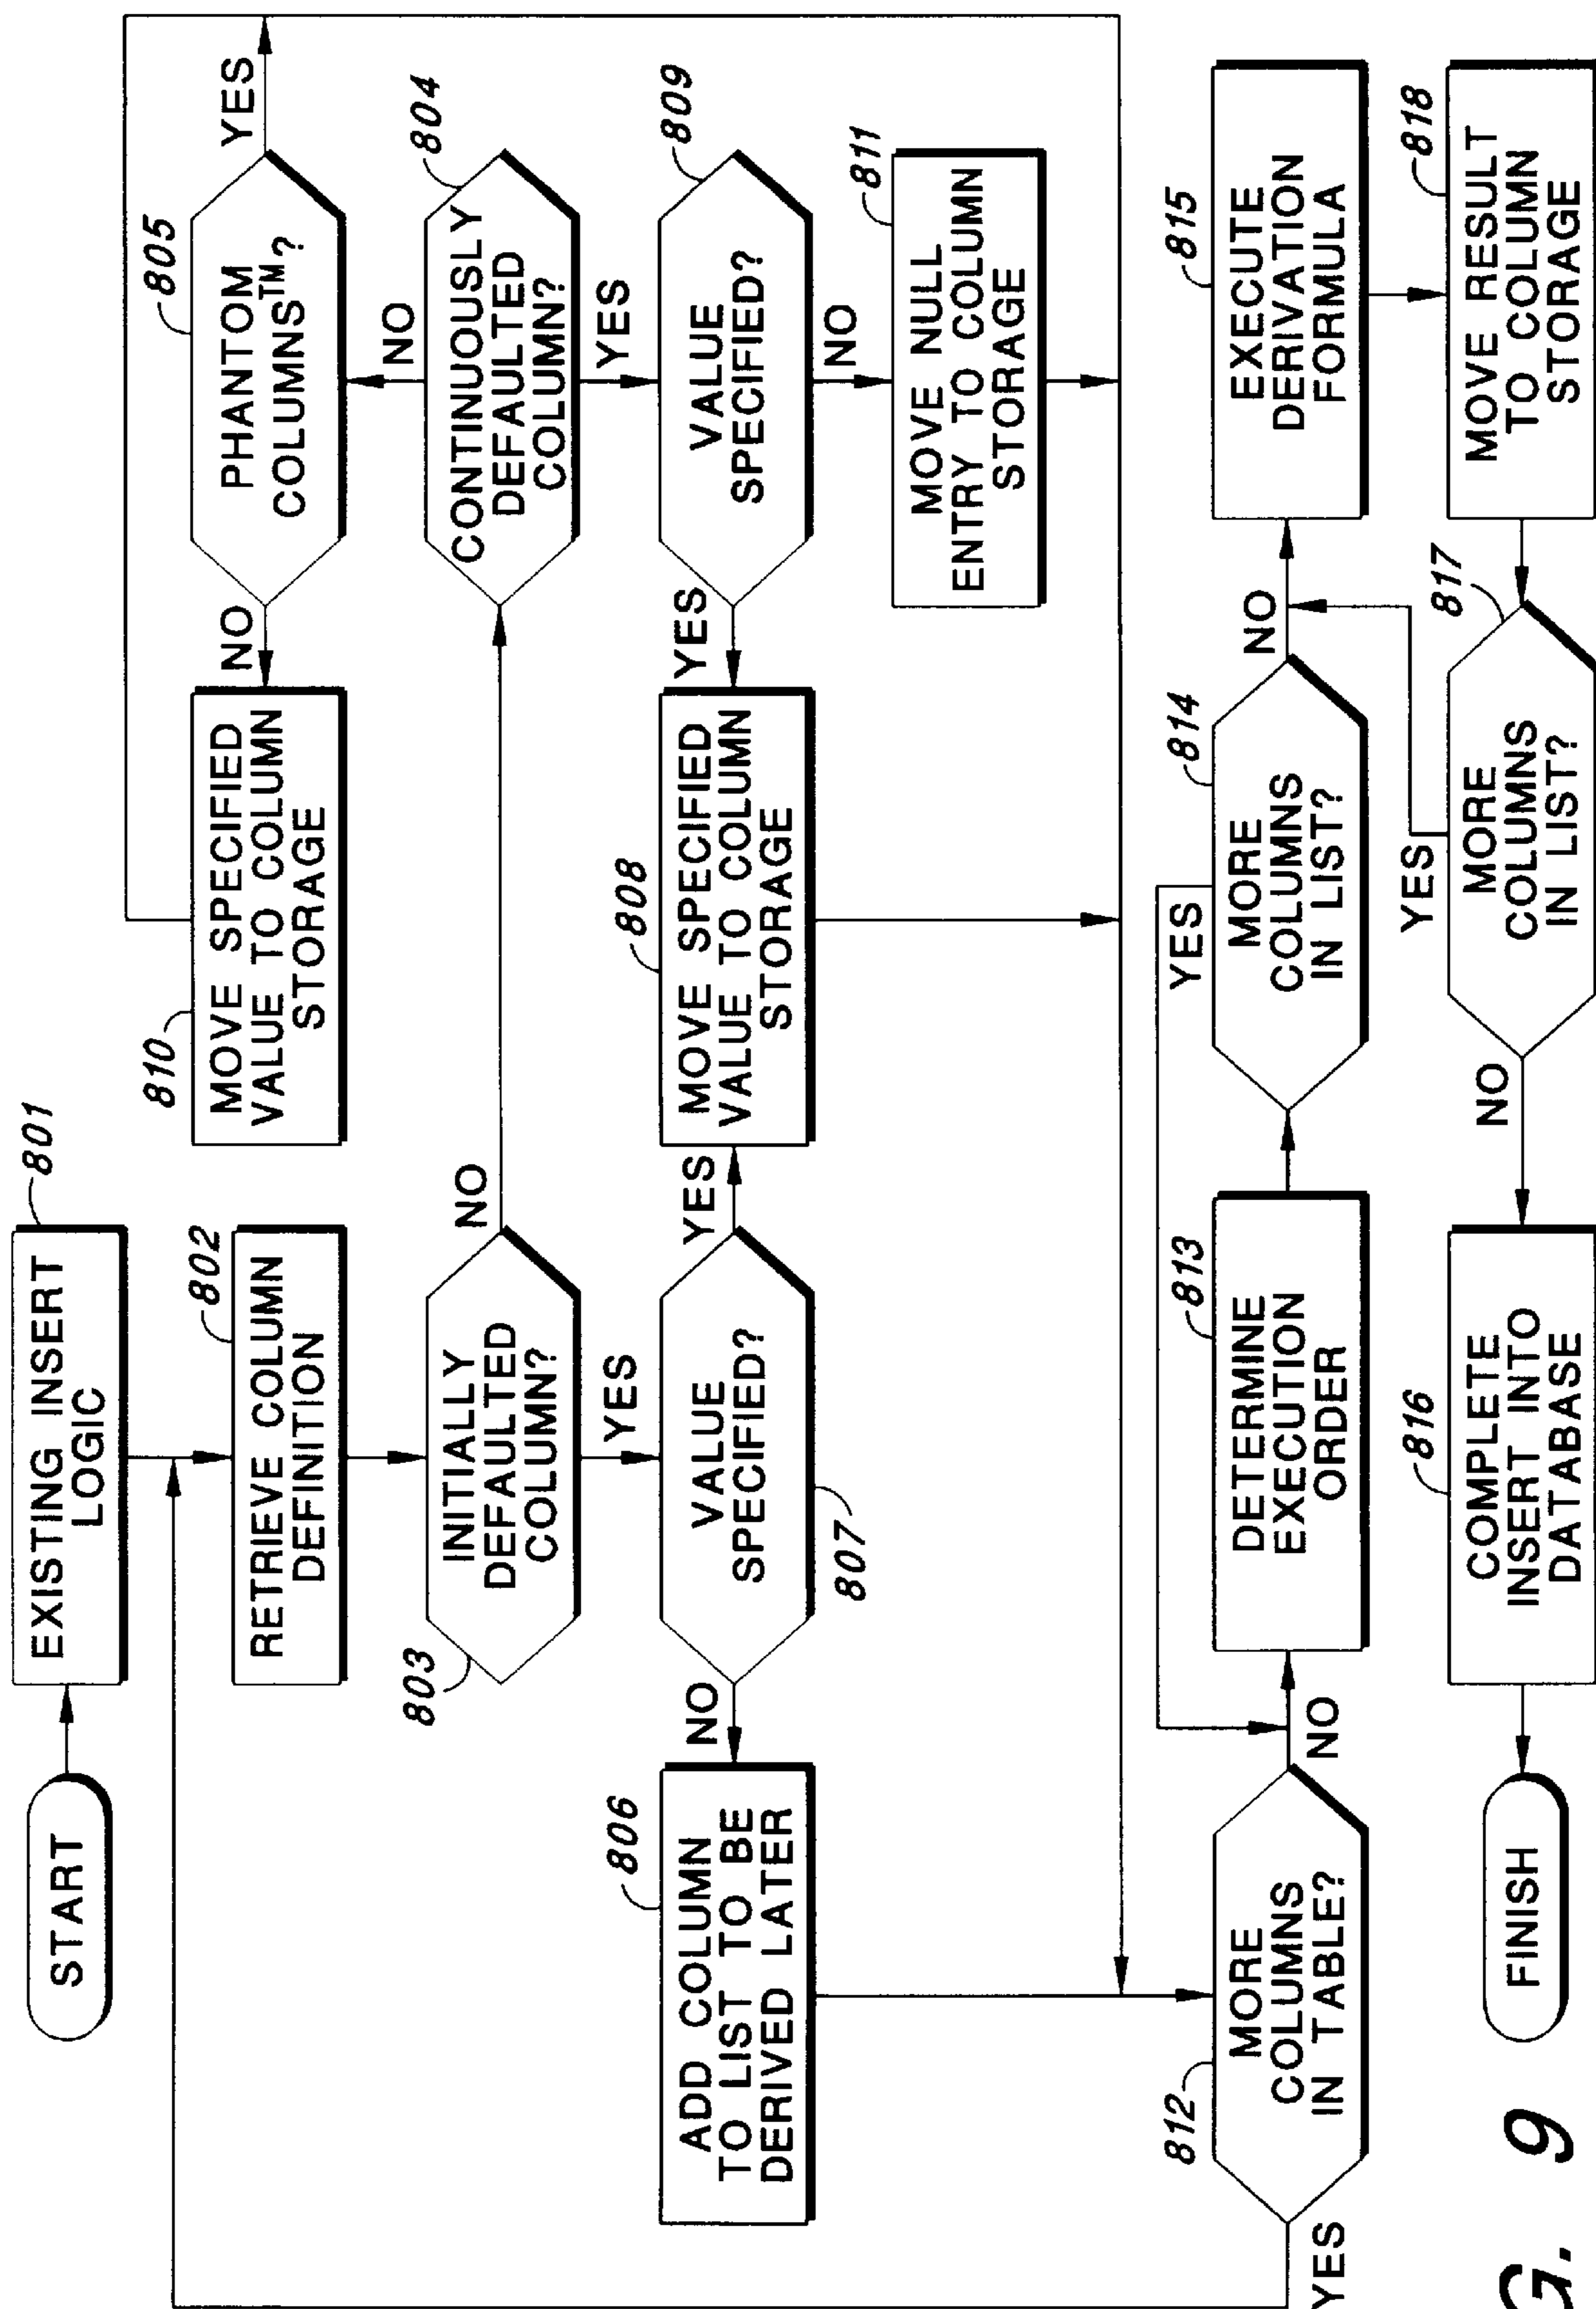 START
EXISTING INSERT
LOGIC
801
RETRIEVE COLUMN
DEFINITION
802
INITIALLY
DEFAULTED
COLUMN?
803
NO
YES
CONTINUOUSLY
DEFAULTED
COLUMN?
804
NO
YES
PHANTOM
COLUMNS™?
805
YES
NO
810
MOVE SPECIFIED
VALUE TO COLUMN
STORAGE
VALUE
SPECIFIED?
807
NO
YES
806
ADD COLUMN
TO LIST TO BE
DERIVED LATER
808
MOVE SPECIFIED
VALUE TO COLUMN
STORAGE
YES
VALUE
SPECIFIED?
809
NO
MOVE NULL
ENTRY TO COLUMN
STORAGE
811
812
MORE
COLUMNS
IN TABLE?
YES
NO
813
DETERMINE
EXECUTION
ORDER
814
MORE
COLUMNS
IN LIST?
YES
NO
815
EXECUTE
DERIVATION
FORMULA
818
MOVE RESULT
TO COLUMN
STORAGE
817
MORE
COLUMNS
IN LIST?
YES
NO
816
COMPLETE
INSERT INTO
DATABASE
FINISH
G. 9